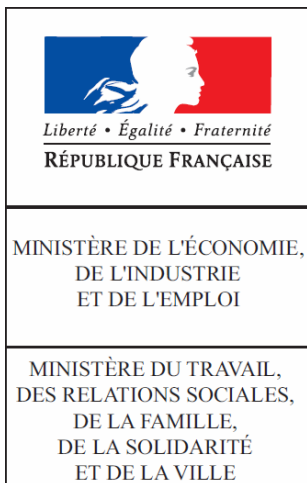 Liberté • Égalité • Fraternité
RÉPUBLIQUE FRANÇAISE
MINISTÈRE DE L'ÉCONOMIE,
DE L'INDUSTRIE
ET DE L'EMPLOI
MINISTÈRE DU TRAVAIL,
DES RELATIONS SOCIALES,
DE LA FAMILLE,
DE LA SOLIDARITÉ
ET DE LA VILLE